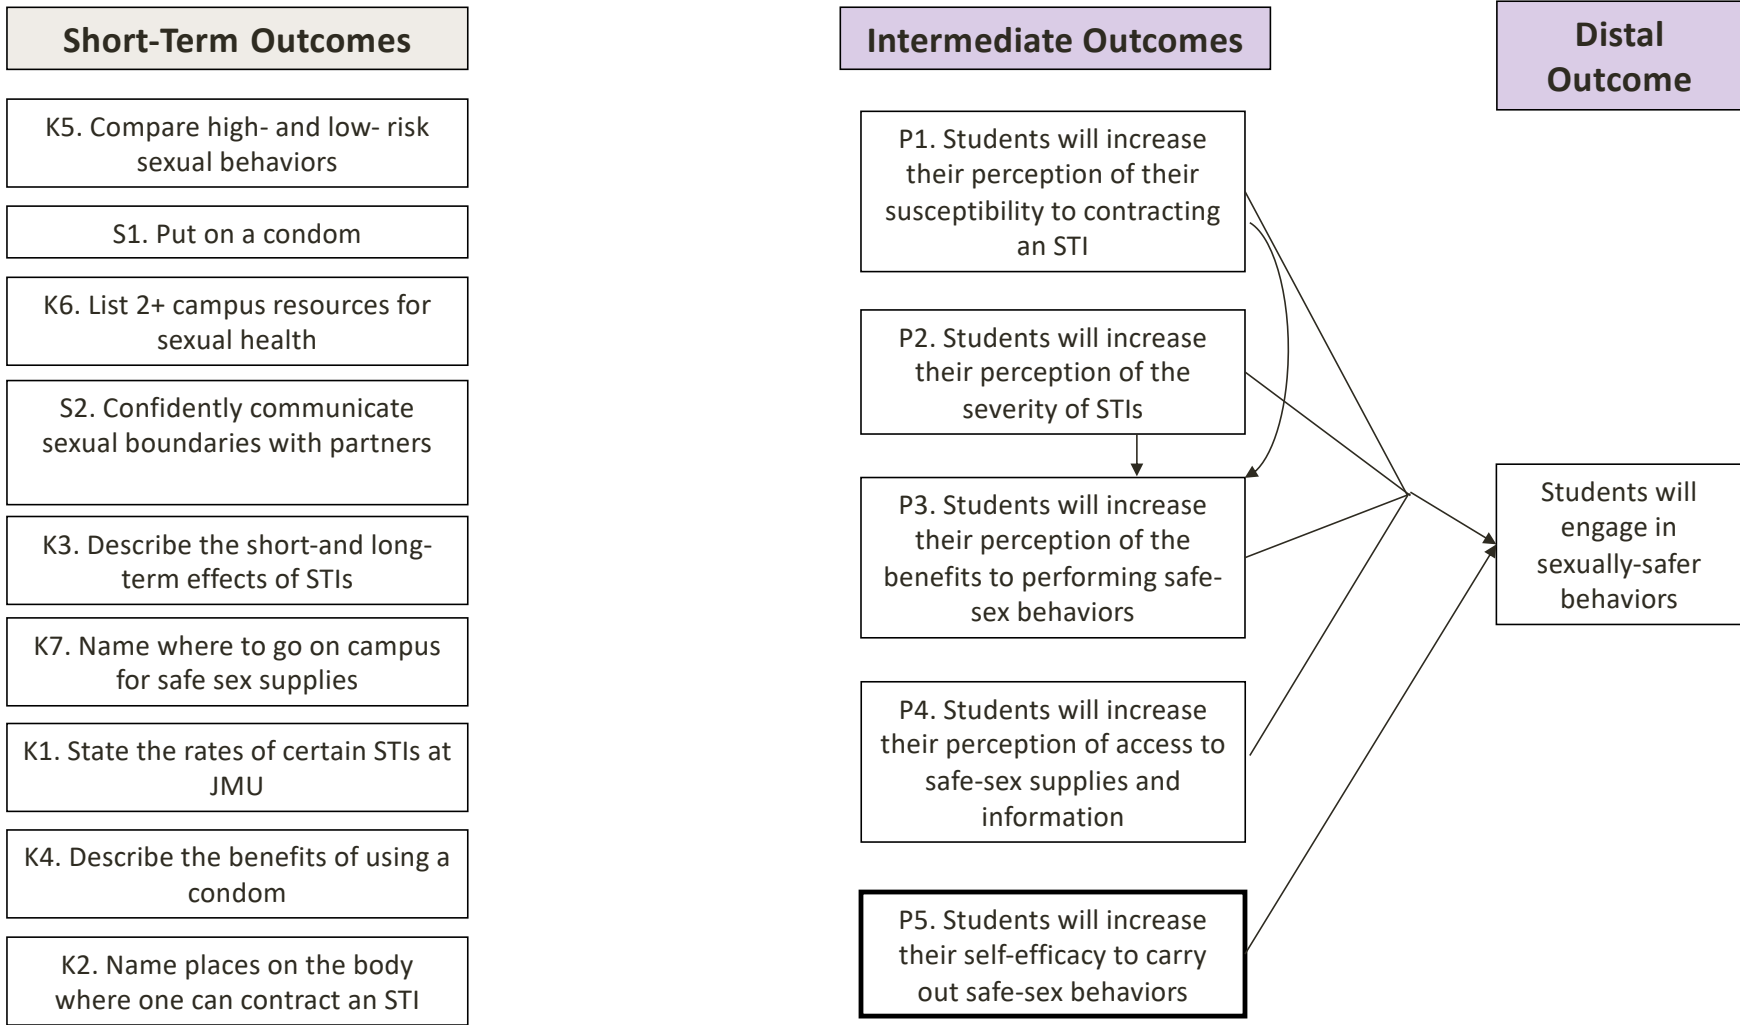 Short-Term Outcomes
K5. Compare high- and low- risk
sexual behaviors
S1. Put on a condom
K6. List 2+ campus resources for
sexual health
S2. Confidently communicate
sexual boundaries with partners
K3. Describe the short-and long-
term effects of STIs
K7. Name where to go on campus
for safe sex supplies
K1. State the rates of certain STIs at
JMU
K4. Describe the benefits of using a
condom
K2. Name places on the body
where one can contract an STI
Intermediate Outcomes
P1. Students will increase
their perception of their
susceptibility to contracting
an STI
P2. Students will increase
their perception of the
severity of STIs
P3. Students will increase
their perception of the
benefits to performing safe-
sex behaviors
P4. Students will increase
their perception of access to
safe-sex supplies and
information
P5. Students will increase
their self-efficacy to carry
out safe-sex behaviors
Distal
Outcome
Students will
engage in
sexually-safer
behaviors